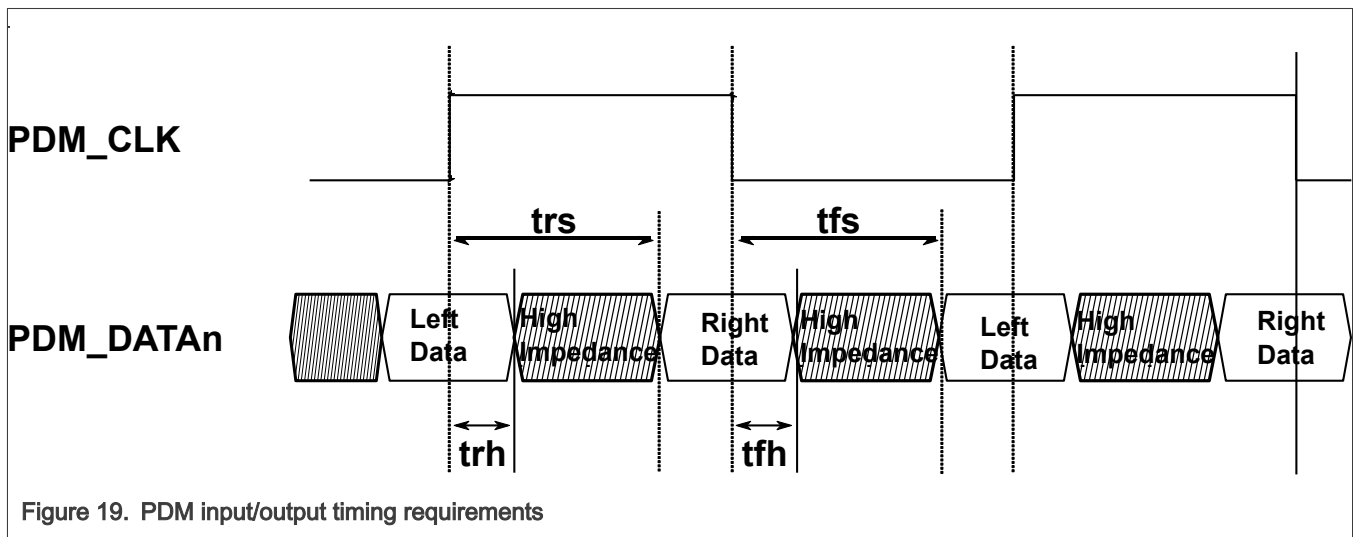 PDM_CLK
trs
tfs
PDM_DATAn
Left
Data
High
Impedance
Right
Data
High
Impedance
Left
Data
High
Impedance
Right
Data
trh
tfh
Figure 19. PDM input/output timing requirements